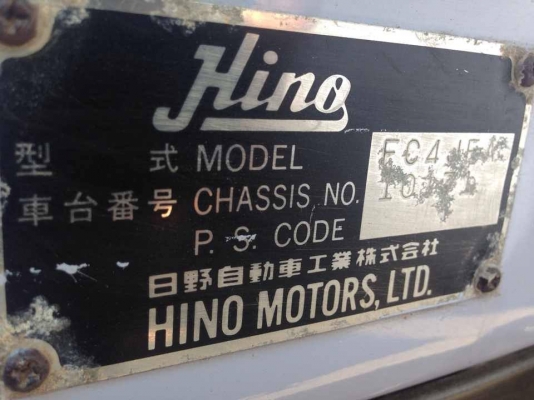 Hino
型 式 MODEL
車台番号 CHASSIS NO.
P. S. CODE
日野自動車工業株式会社
HINO MOTORS, LTD.